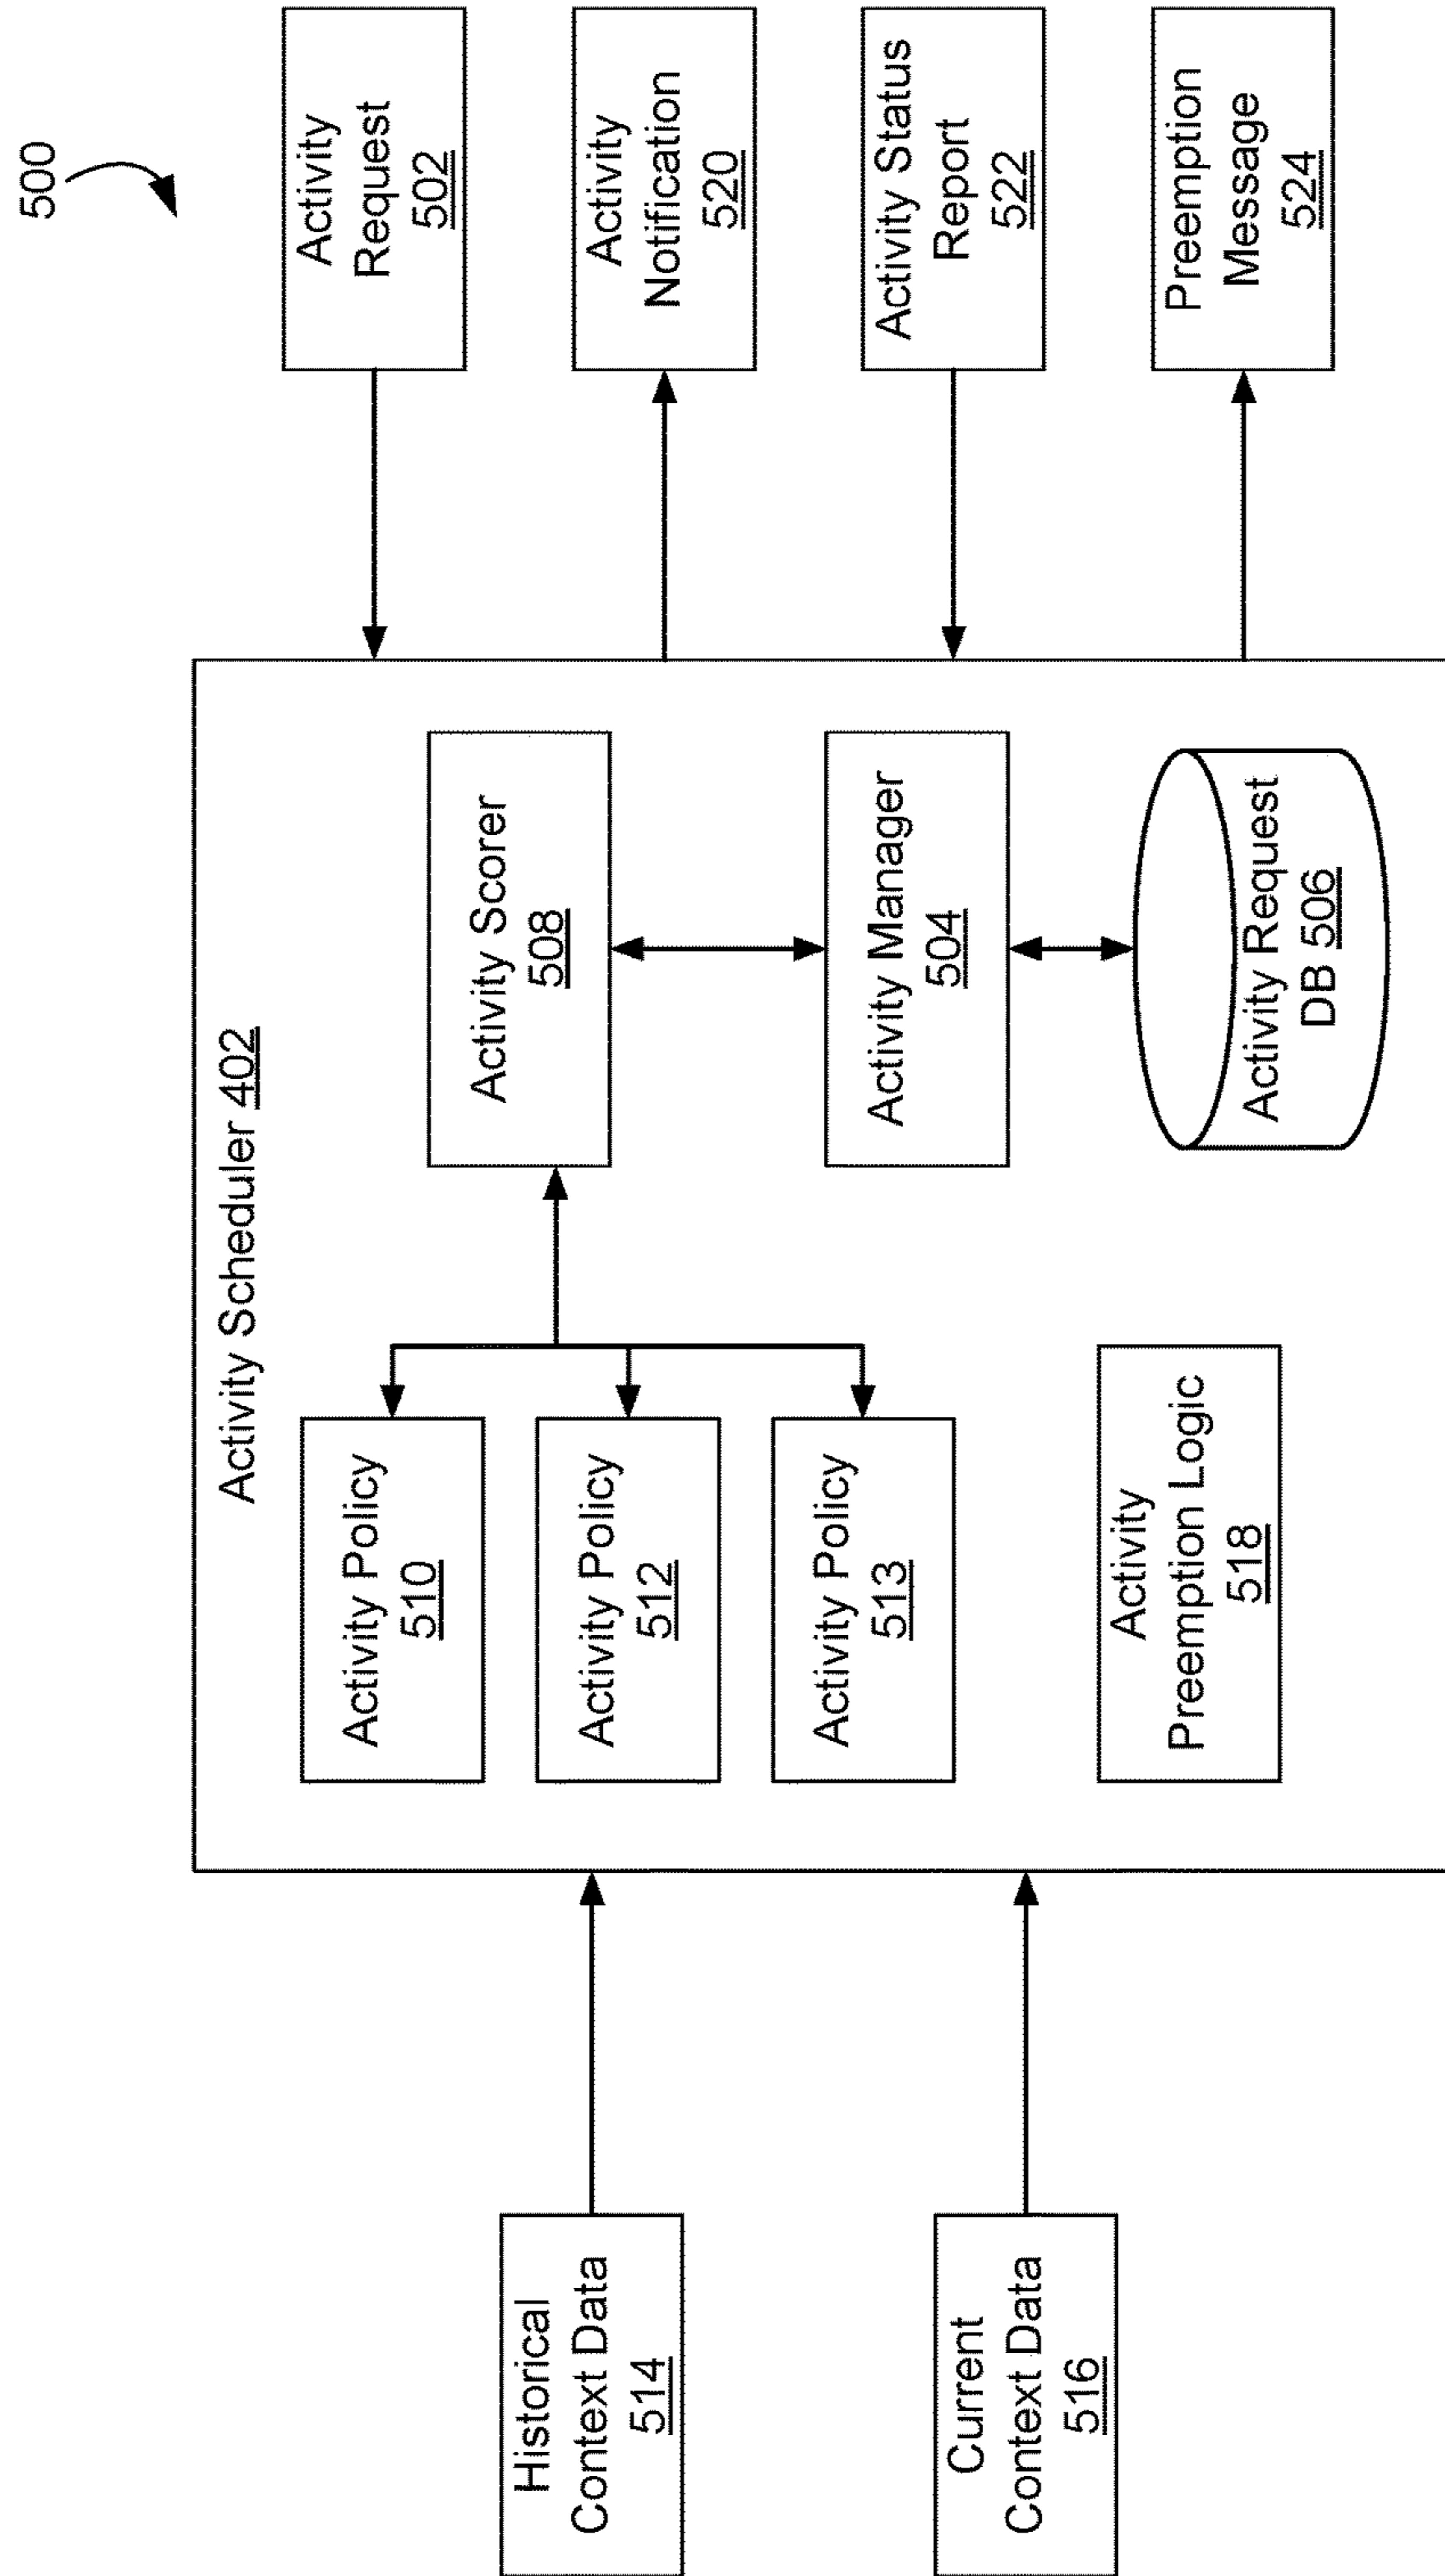 500
Activity Scheduler 402
Historical
Context Data
514
Current
Context Data
516
Activity Policy
510
Activity Policy
512
Activity Policy
513
Activity
Preemption Logic
518
Activity Scorer
508
Activity Manager
504
Activity Request
DB 506
Activity
Request
502
Activity
Notification
520
Activity Status
Report
522
Preemption
Message
524